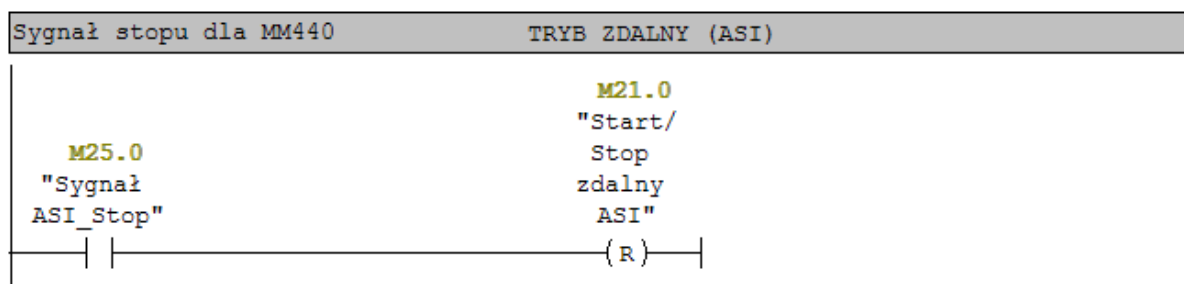 Sygnał stopu dla MM440 TRYB ZDALNY (ASI)
M21.0
"Start/
Stop
zdalny
ASI"
M25.0
"Sygnał
ASI_Stop"
R